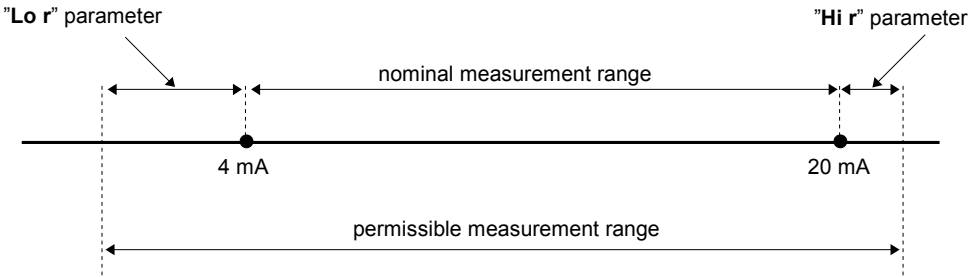 ”Lo r” parameter
”Hi r” parameter
nominal measurement range
4 mA
20 mA
permissible measurement range